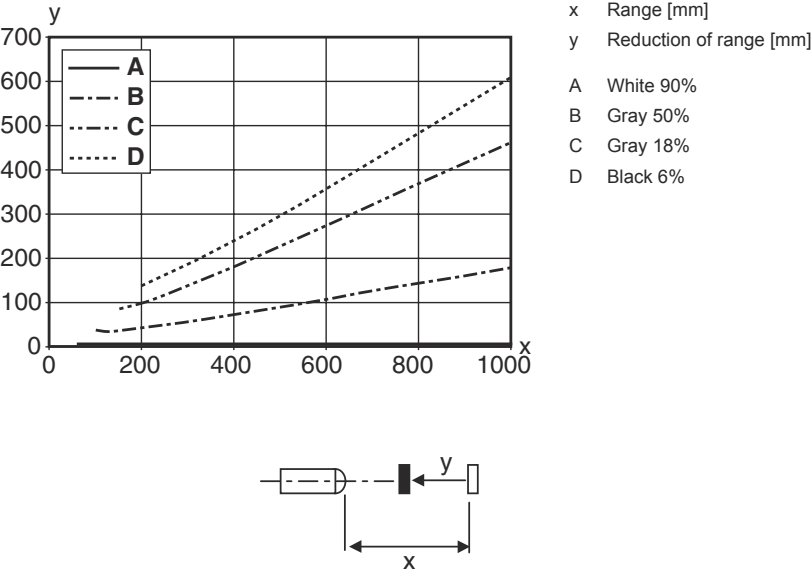 y
700
600
500
400
300
200
100
0
A
B
C
D
0 200 400 600 800 1000
x
x Range [mm]
y Reduction of range [mm]
A White 90%
B Gray 50%
C Gray 18%
D Black 6%
y
x